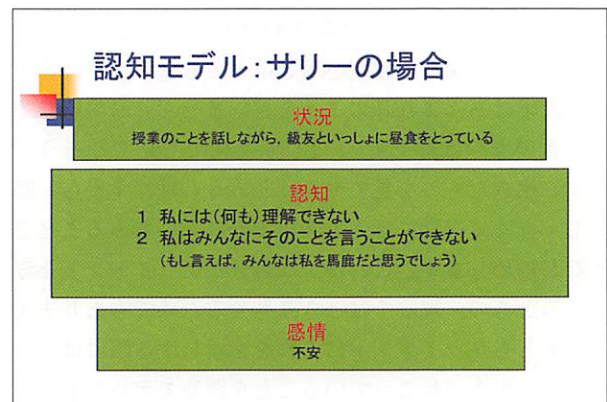 認知モデル：サリーの場合
状況
授業のことを話しながら，級友といっしょに昼食をとっている
認知
1 私には（何も）理解できない
2 私はみんなにそのことを言うことができない
（もし言えば，みんなは私を馬鹿だと思うでしょう）
感情
不安